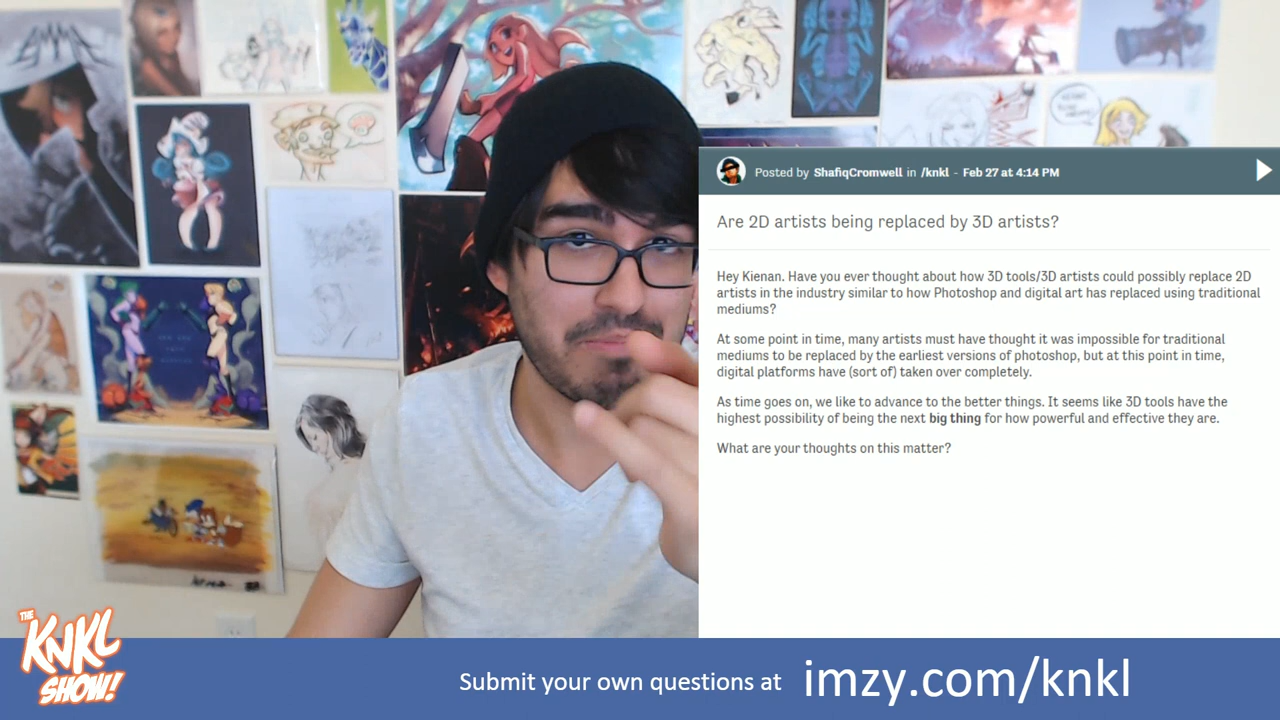 Posted by ShafiqCromwell in /knkl - Feb 27 at 4:14 PM
Are 2D artists being replaced by 3D artists?
Hey Kienan. Have you ever thought about how 3D tools/3D artists could possibly replace 2D
artists in the industry similar to how Photoshop and digital art has replaced using traditional
mediums?
At some point in time, many artists must have thought it was impossible for traditional
mediums to be replaced by the earliest versions of photoshop, but at this point in time,
digital platforms have (sort of) taken over completely.
As time goes on, we like to advance to the better things. It seems like 3D tools have the
highest possibility of being the next big thing for how powerful and effective they are.
What are your thoughts on this matter?
THE
KNKL
SHOW!
Submit your own questions at imzy.com/knkl